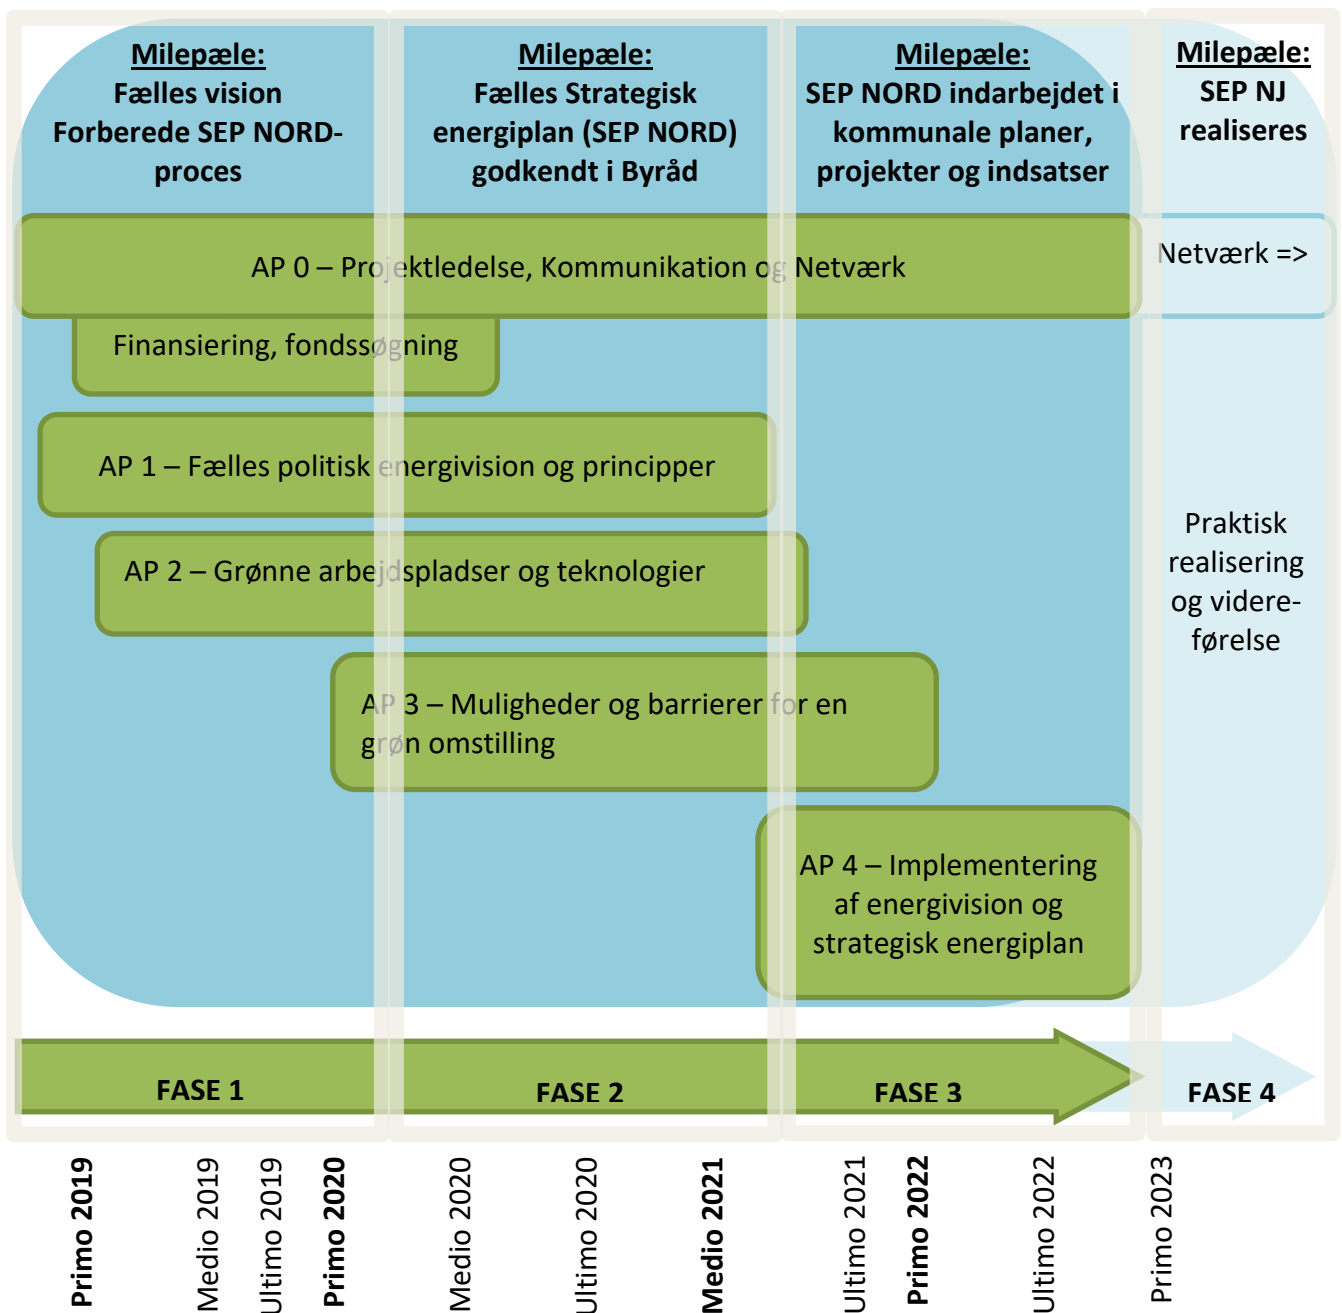 Milepæle:
Fælles vision
Forberede SEP NORD-
proces
Milepæle:
Fælles Strategisk
energiplan (SEP NORD)
godkendt i Byråd
Milepæle:
SEP NORD indarbejdet i
kommunale planer,
projekter og indsatser
Milepæle:
SEP NJ
realiseres
AP 0 – Projektledelse, Kommunikation og Netværk
Netværk =>
Finansiering, fondssøgning
AP 1 – Fælles politisk energivision og principper
AP 2 – Grønne arbejdspladser og teknologier
AP 3 – Muligheder og barrierer for en
grøn omstilling
Praktisk
realisering
og videre-
førelse
AP 4 – Implementering
af energivision og
strategisk energiplan
FASE 1
FASE 2
FASE 3
FASE 4
Primo 2019
Medio 2019
Ultimo 2019
Primo 2020
Medio 2020
Ultimo 2020
Medio 2021
Ultimo 2021
Primo 2022
Ultimo 2022
Primo 2023